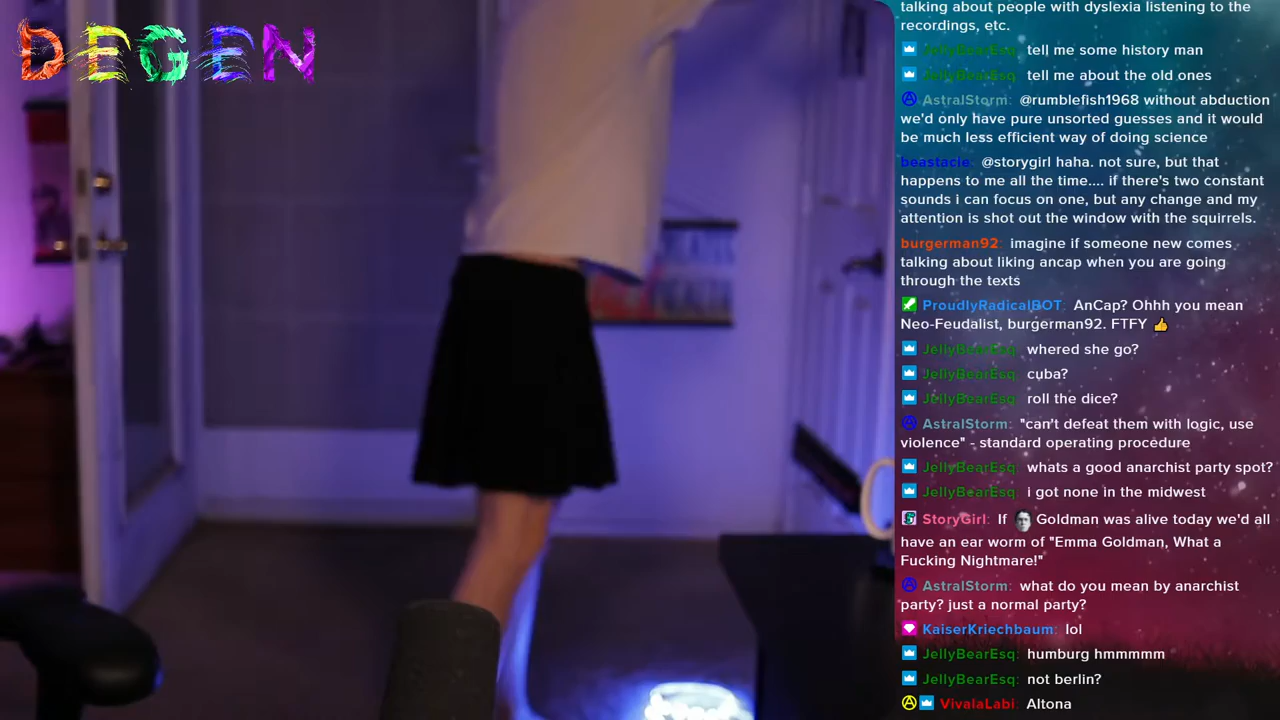 DEGEN
talking about people with dyslexia listening to the
recordings, etc.
JellyBearEsq: tell me some history man
JellyBearEsq: tell me about the old ones
AstralStorm: @rumblefish1968 without abduction
we'd only have pure unsorted guesses and it would
be much less efficient way of doing science
beastacie: @storygirl haha. not sure, but that
happens to me all the time.... if there's two constant
sounds i can focus on one, but any change and my
attention is shot out the window with the squirrels.
burgerman92: imagine if someone new comes
talking about liking ancap when you are going
through the texts
ProudlyRadicalBOT: AnCap? Ohhh you mean
Neo-Feudalist, burgerman92. FTFY 👍
JellyBearEsq: whered she go?
JellyBearEsq: cuba?
JellyBearEsq: roll the dice?
AstralStorm: "can't defeat them with logic, use
violence" - standard operating procedure
JellyBearEsq: whats a good anarchist party spot?
JellyBearEsq: i got none in the midwest
StoryGirl: If Goldman was alive today we'd all
have an ear worm of "Emma Goldman, What a
Fucking Nightmare!"
AstralStorm: what do you mean by anarchist
party? just a normal party?
KaiserKriechbaum: lol
JellyBearEsq: humburg hmmmmm
JellyBearEsq: not berlin?
VivalaLabi: Altona